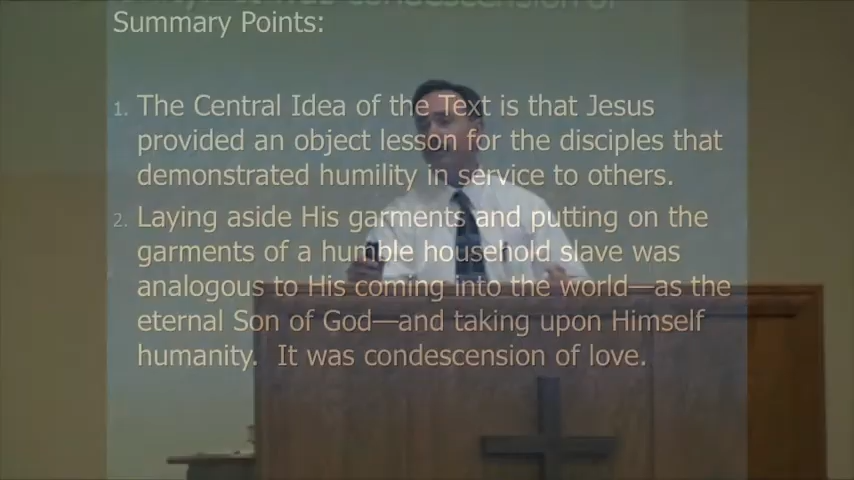 Summary Points:
1. The Central Idea of the Text is that Jesus
provided an object lesson for the disciples that
demonstrated humility in service to others.
2. Laying aside His garments and putting on the
garments of a humble household slave was
analogous to His coming into the world—as the
eternal Son of God—and taking upon Himself
humanity.  It was condescension of love.